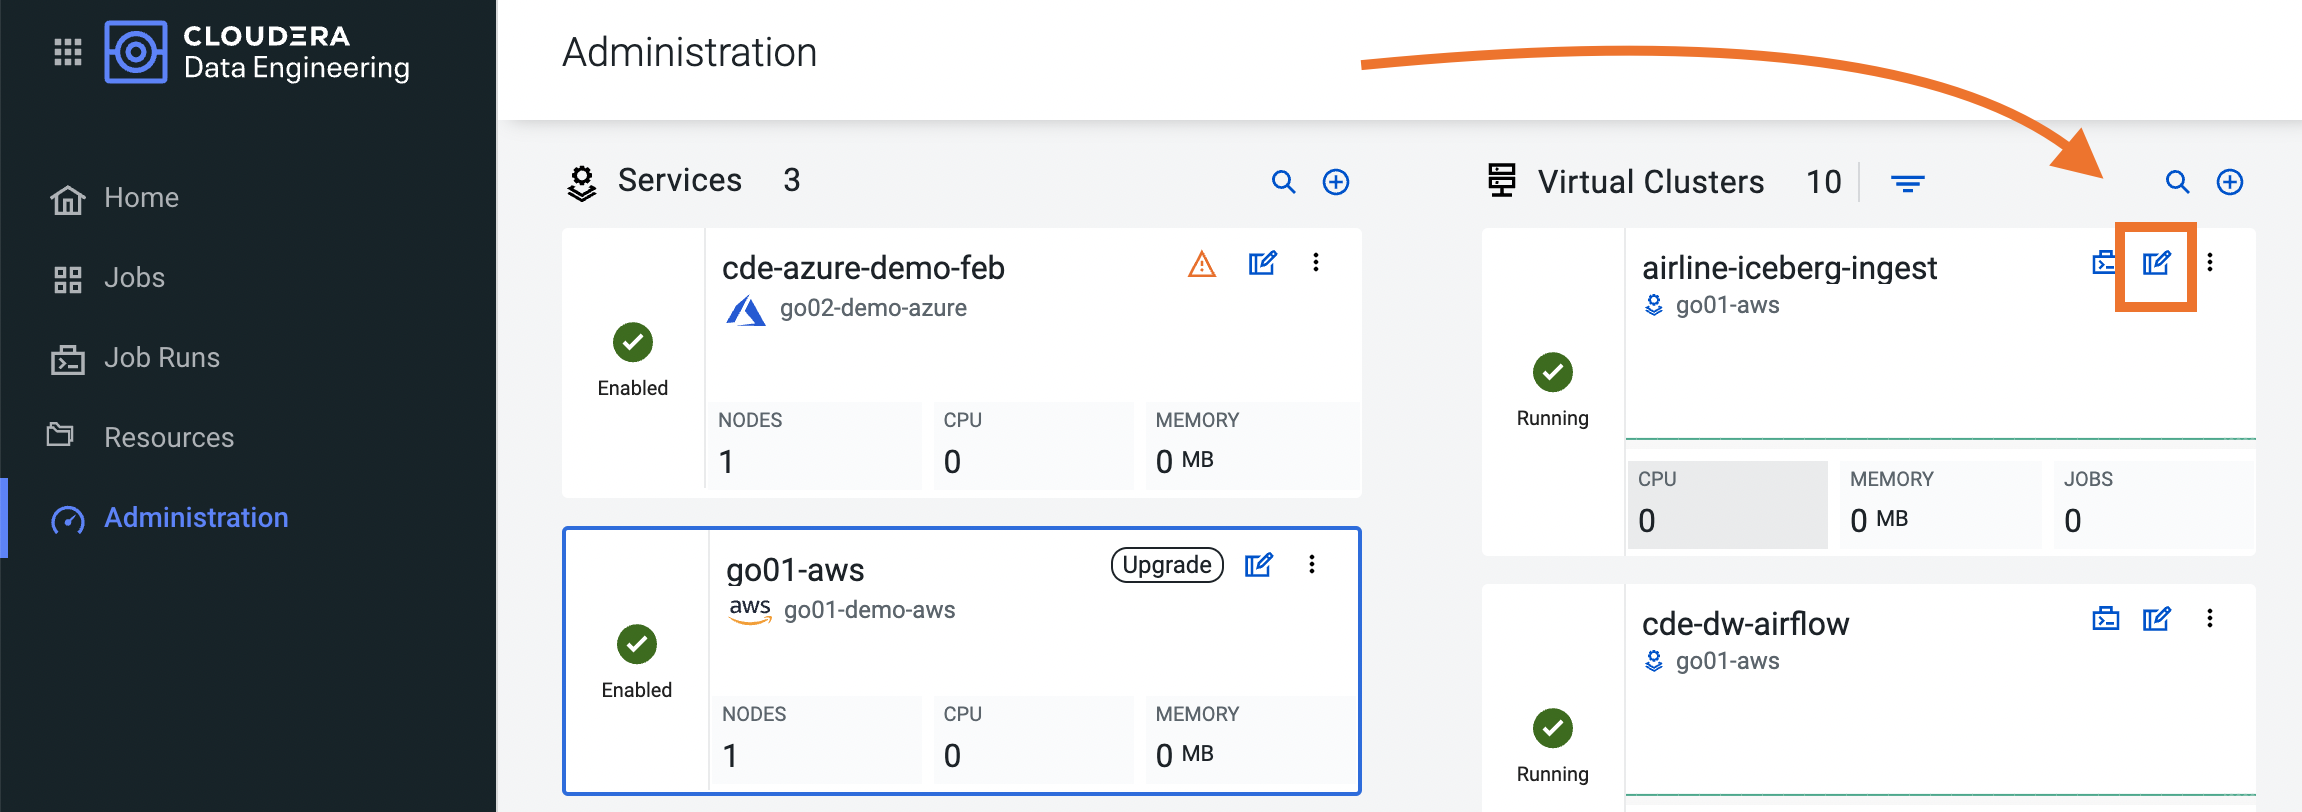 CLOUDERA
Data Engineering
Home
Jobs
Job Runs
Resources
Administration
Administration
Services 3
cde-azure-demo-feb
go02-demo-azure
Enabled
NODES CPU MEMORY
1 0 0 MB
go01-aws Upgrade
aws go01-demo-aws
Enabled
NODES CPU MEMORY
1 0 0 MB
Virtual Clusters 10
airline-iceberg-ingest
go01-aws
Running
CPU MEMORY JOBS
0 0 MB 0
cde-dw-airflow
go01-aws
Running